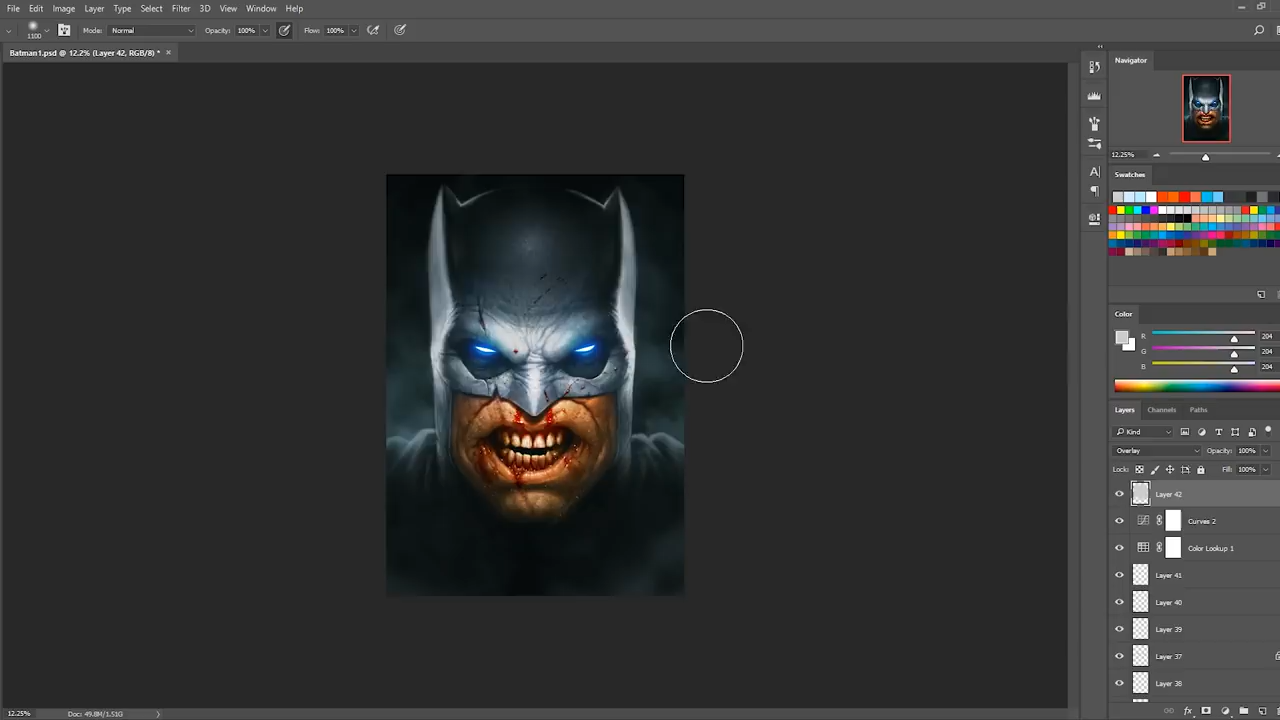 File Edit Image Layer Type Select Filter 3D View Window Help
1100 Mode: Normal Opacity: 100% Flow: 100%
Batman1.psd @ 12.2% (Layer 42, RGB/8) * ×
Navigator
12.25%
Swatches
Color
R 204
G 204
B 204
Layers Channels Paths
Kind
Overlay Opacity: 100%
Lock: Fill: 100%
Layer 42
Curves 2
Color Lookup 1
Layer 41
Layer 40
Layer 39
Layer 37
Layer 38
12.25% Doc: 49.8M/1.51G